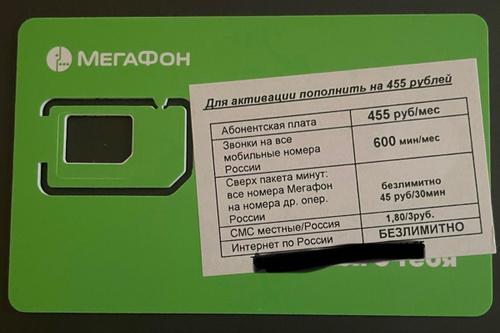 МЕГАФОН
Для активации пополнить на 455 рублей
Абонентская плата 455 руб/мес
Звонки на все 600 мин/мес
мобильные номера
России
Сверх пакета минут:
все номера Мегафон безлимитно
на номера др. опер. 45 руб/30мин
России
СМС местные/Россия 1,80/3руб.
Интернет по России БЕЗЛИМИТНО
тебя